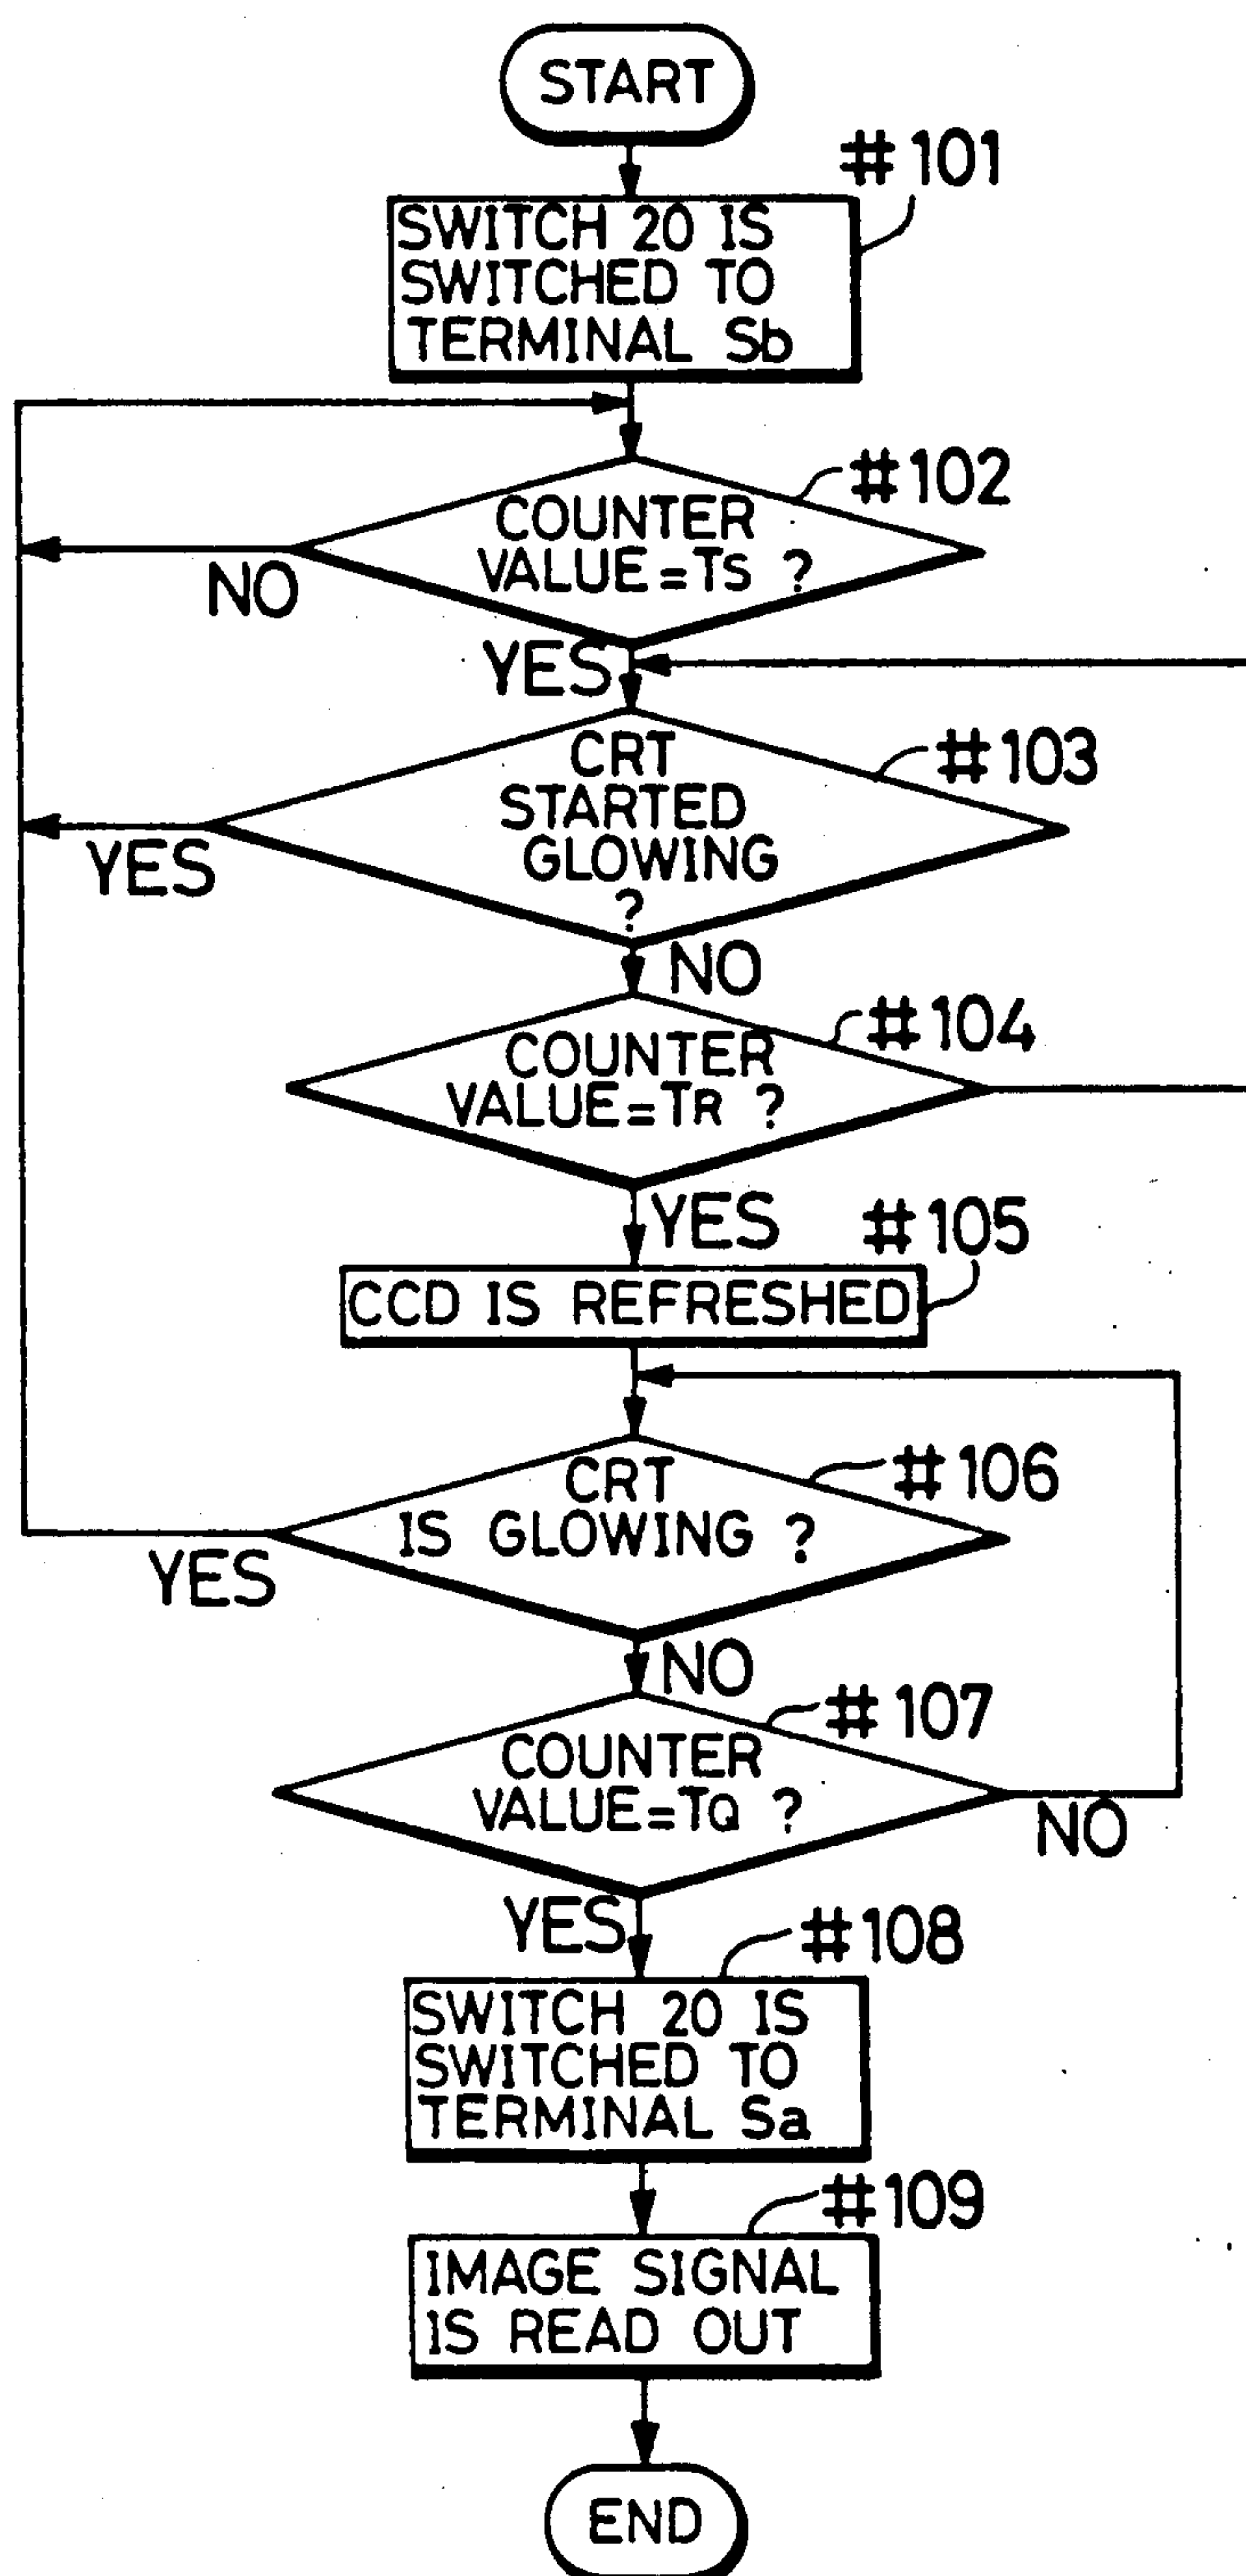 START
#101
SWITCH 20 IS
SWITCHED TO
TERMINAL Sb
#102
COUNTER
VALUE=TS ?
NO
YES
#103
CRT
STARTED
GLOWING
?
YES
NO
#104
COUNTER
VALUE=TR ?
YES
#105
CCD IS REFRESHED
#106
CRT
IS GLOWING ?
YES
NO
#107
COUNTER
VALUE=TQ ?
NO
YES
#108
SWITCH 20 IS
SWITCHED TO
TERMINAL Sa
#109
IMAGE SIGNAL
IS READ OUT
END